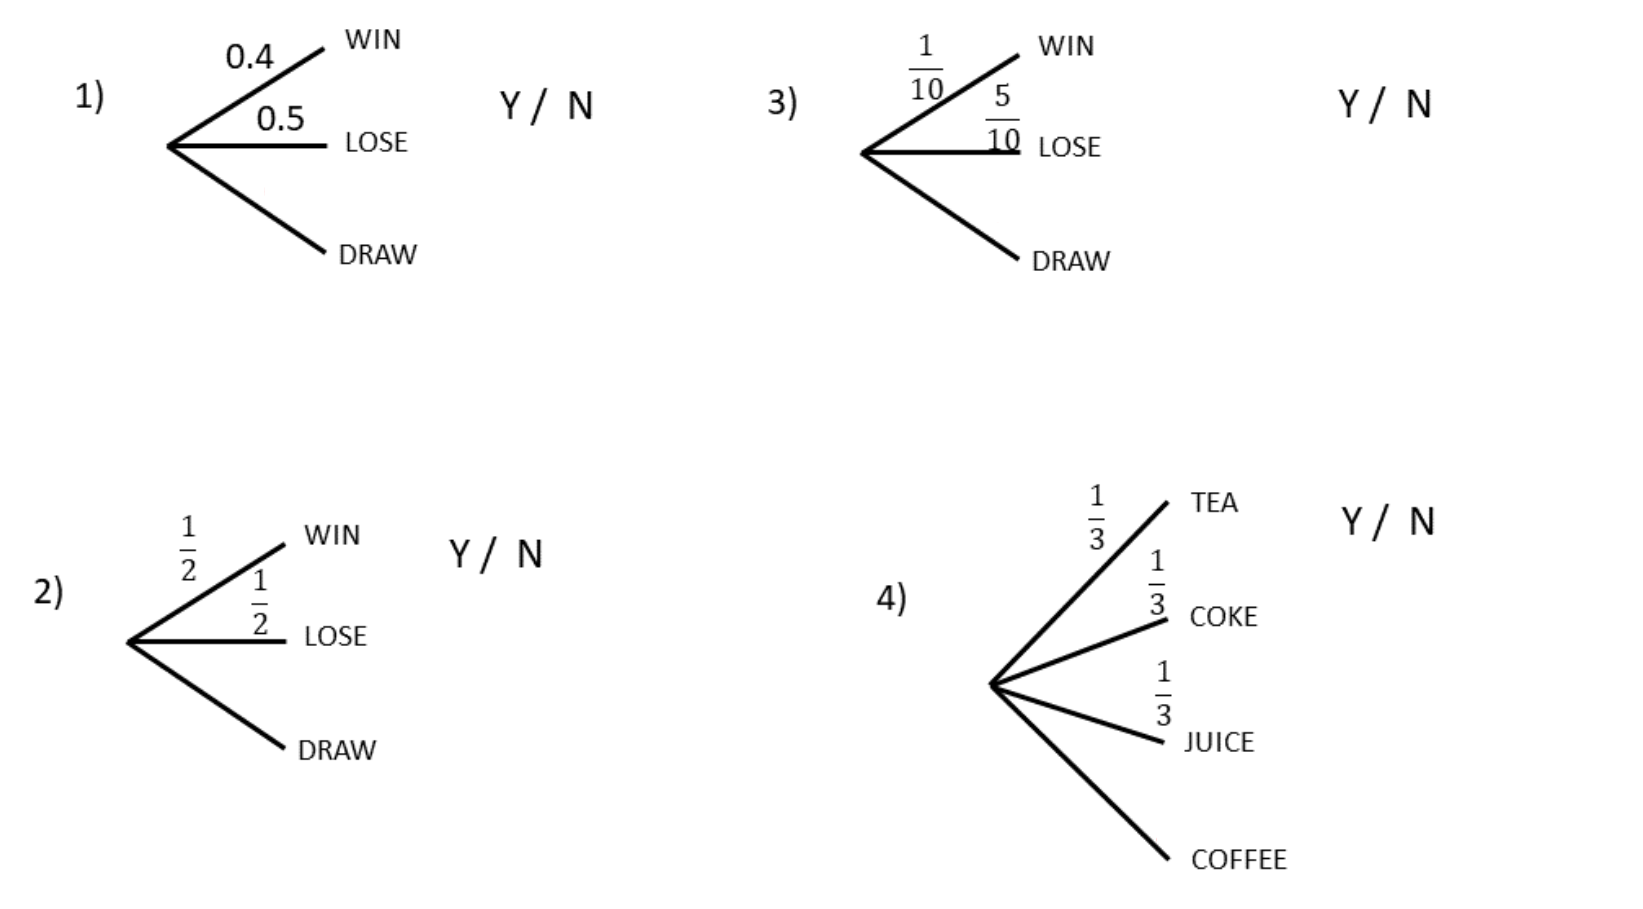 1)
0.4
WIN
0.5
LOSE
DRAW
Y / N
3)
1/10
WIN
5/10
LOSE
DRAW
Y / N
2)
1/2
WIN
1/2
LOSE
DRAW
Y / N
4)
1/3
TEA
1/3
COKE
1/3
JUICE
COFFEE
Y / N